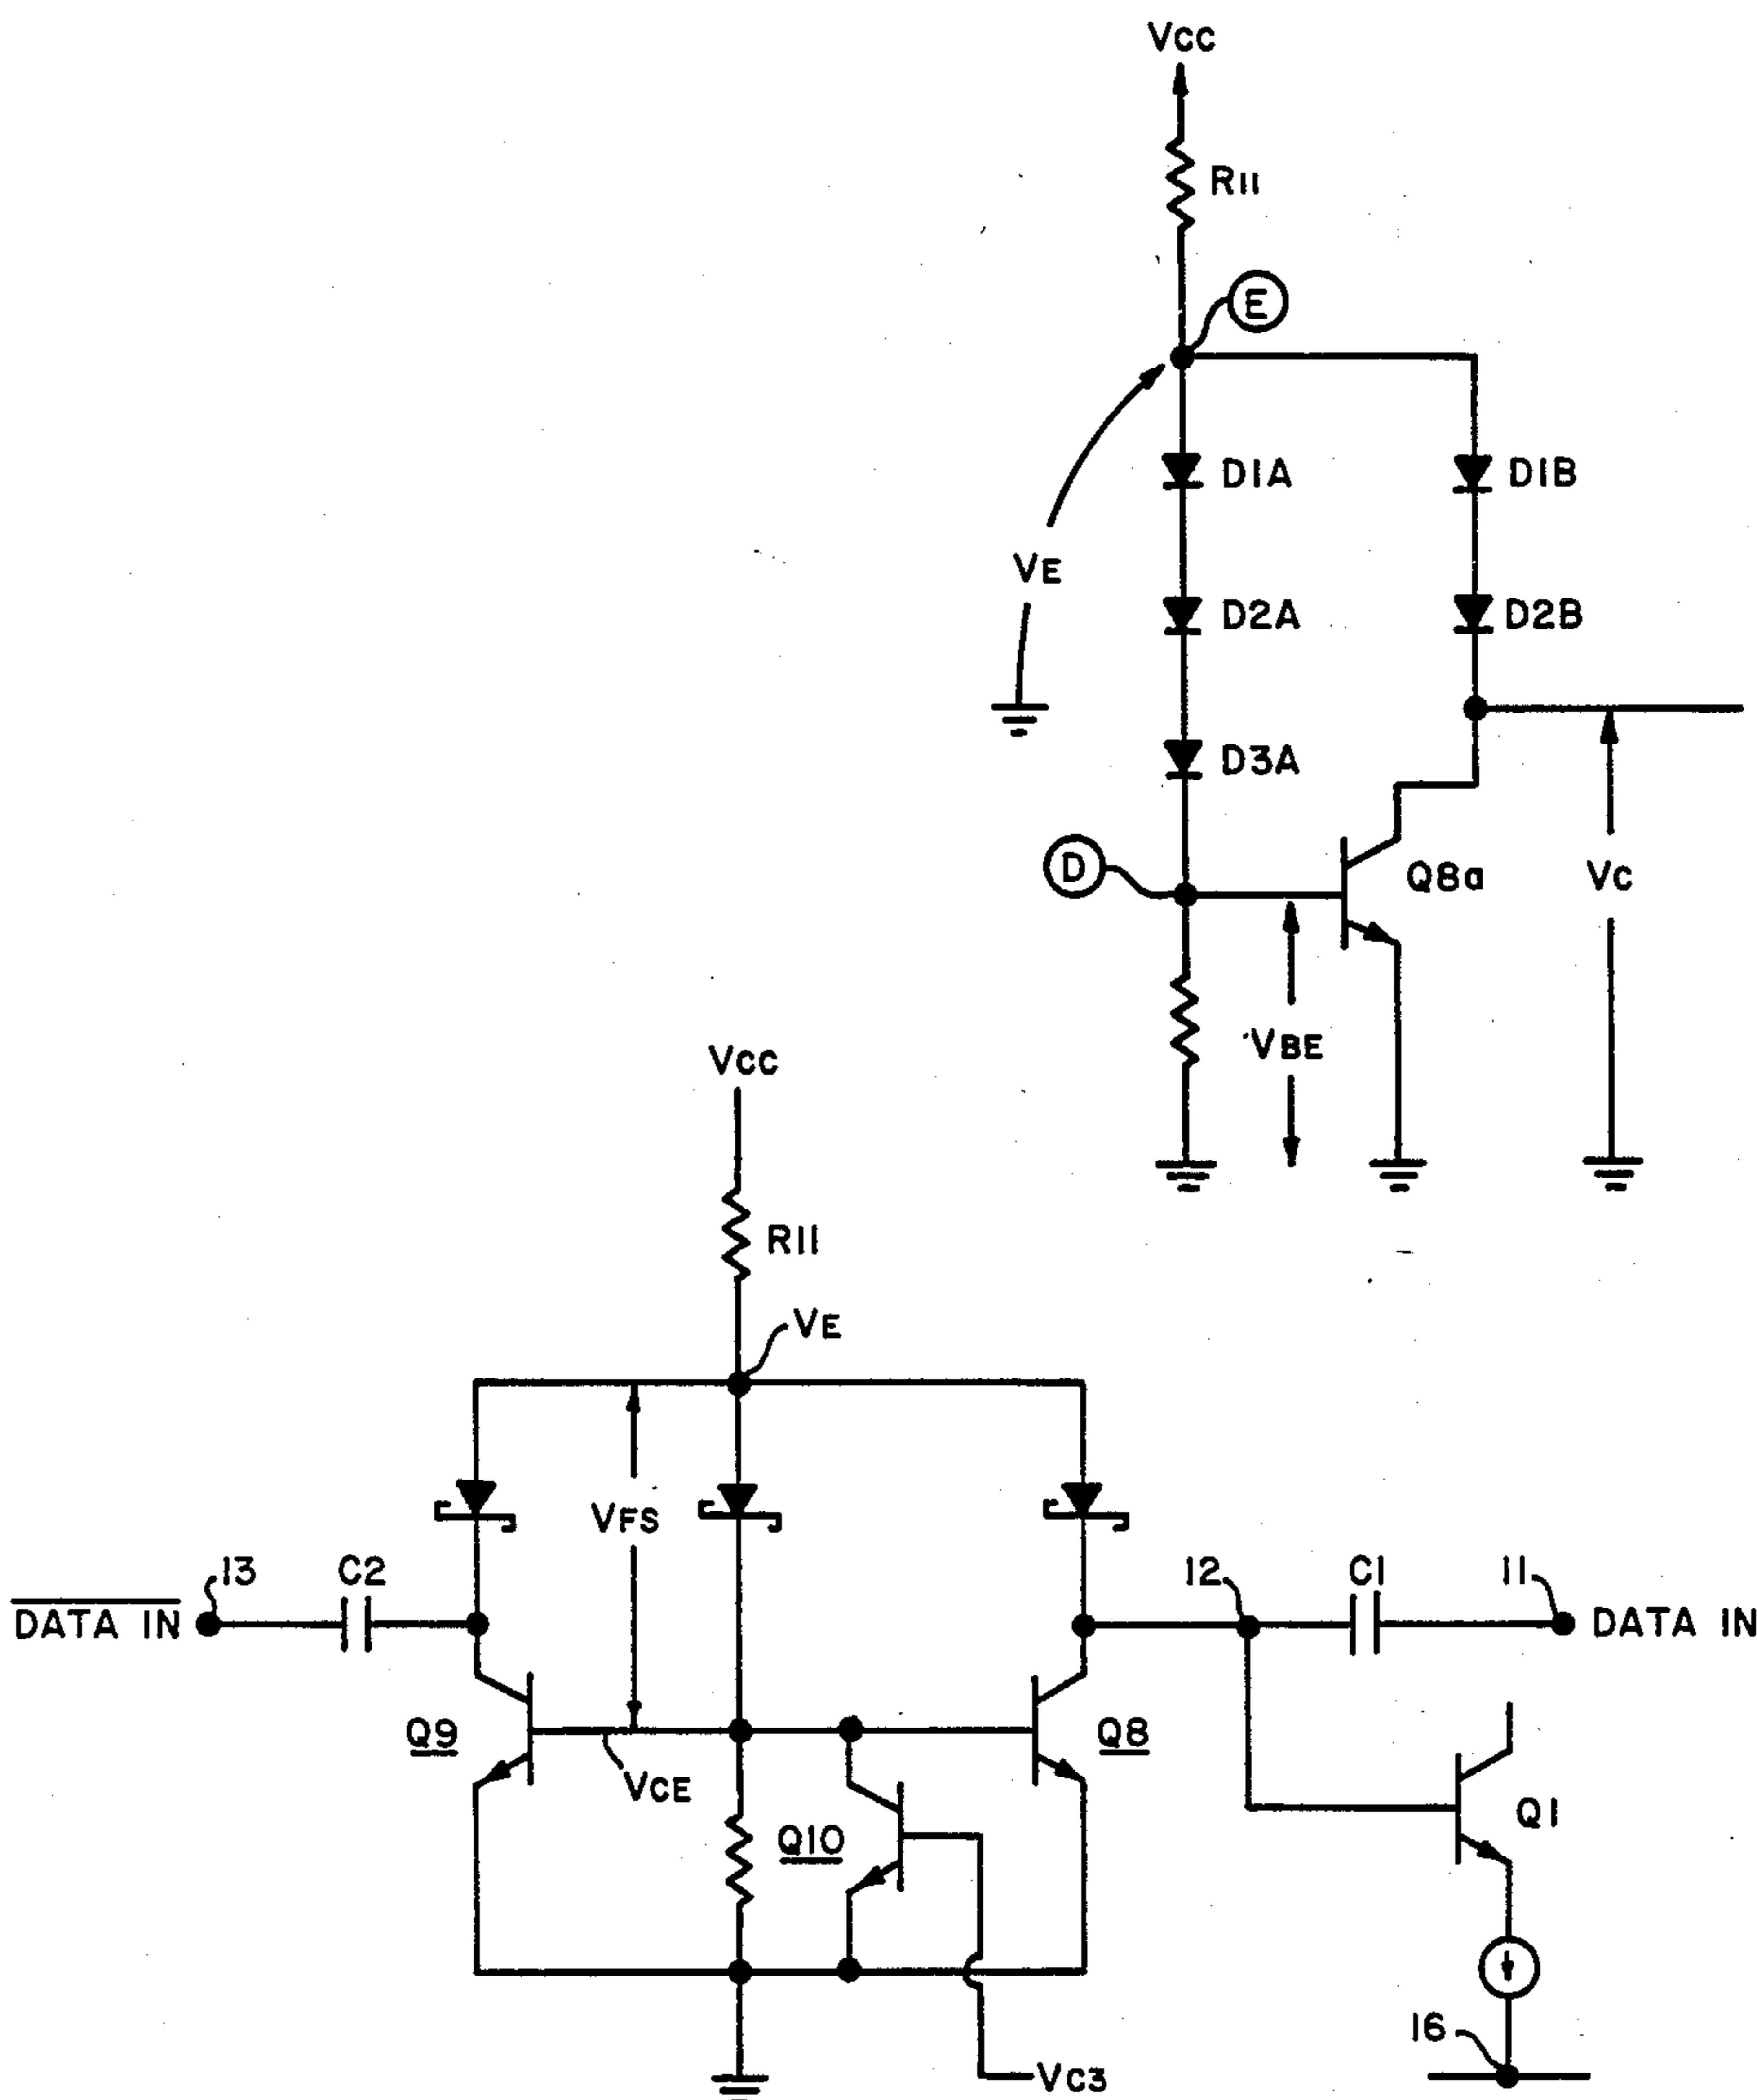 VCC
R11
E
D1A
D1B
VE
D2A
D2B
D3A
D
Q8a
VC
VBE
VCC
R11
VE
VFS
13
C2
12
C1
11
DATA IN
DATA IN
Q9
Q8
VCE
Q10
Q1
16
VC3